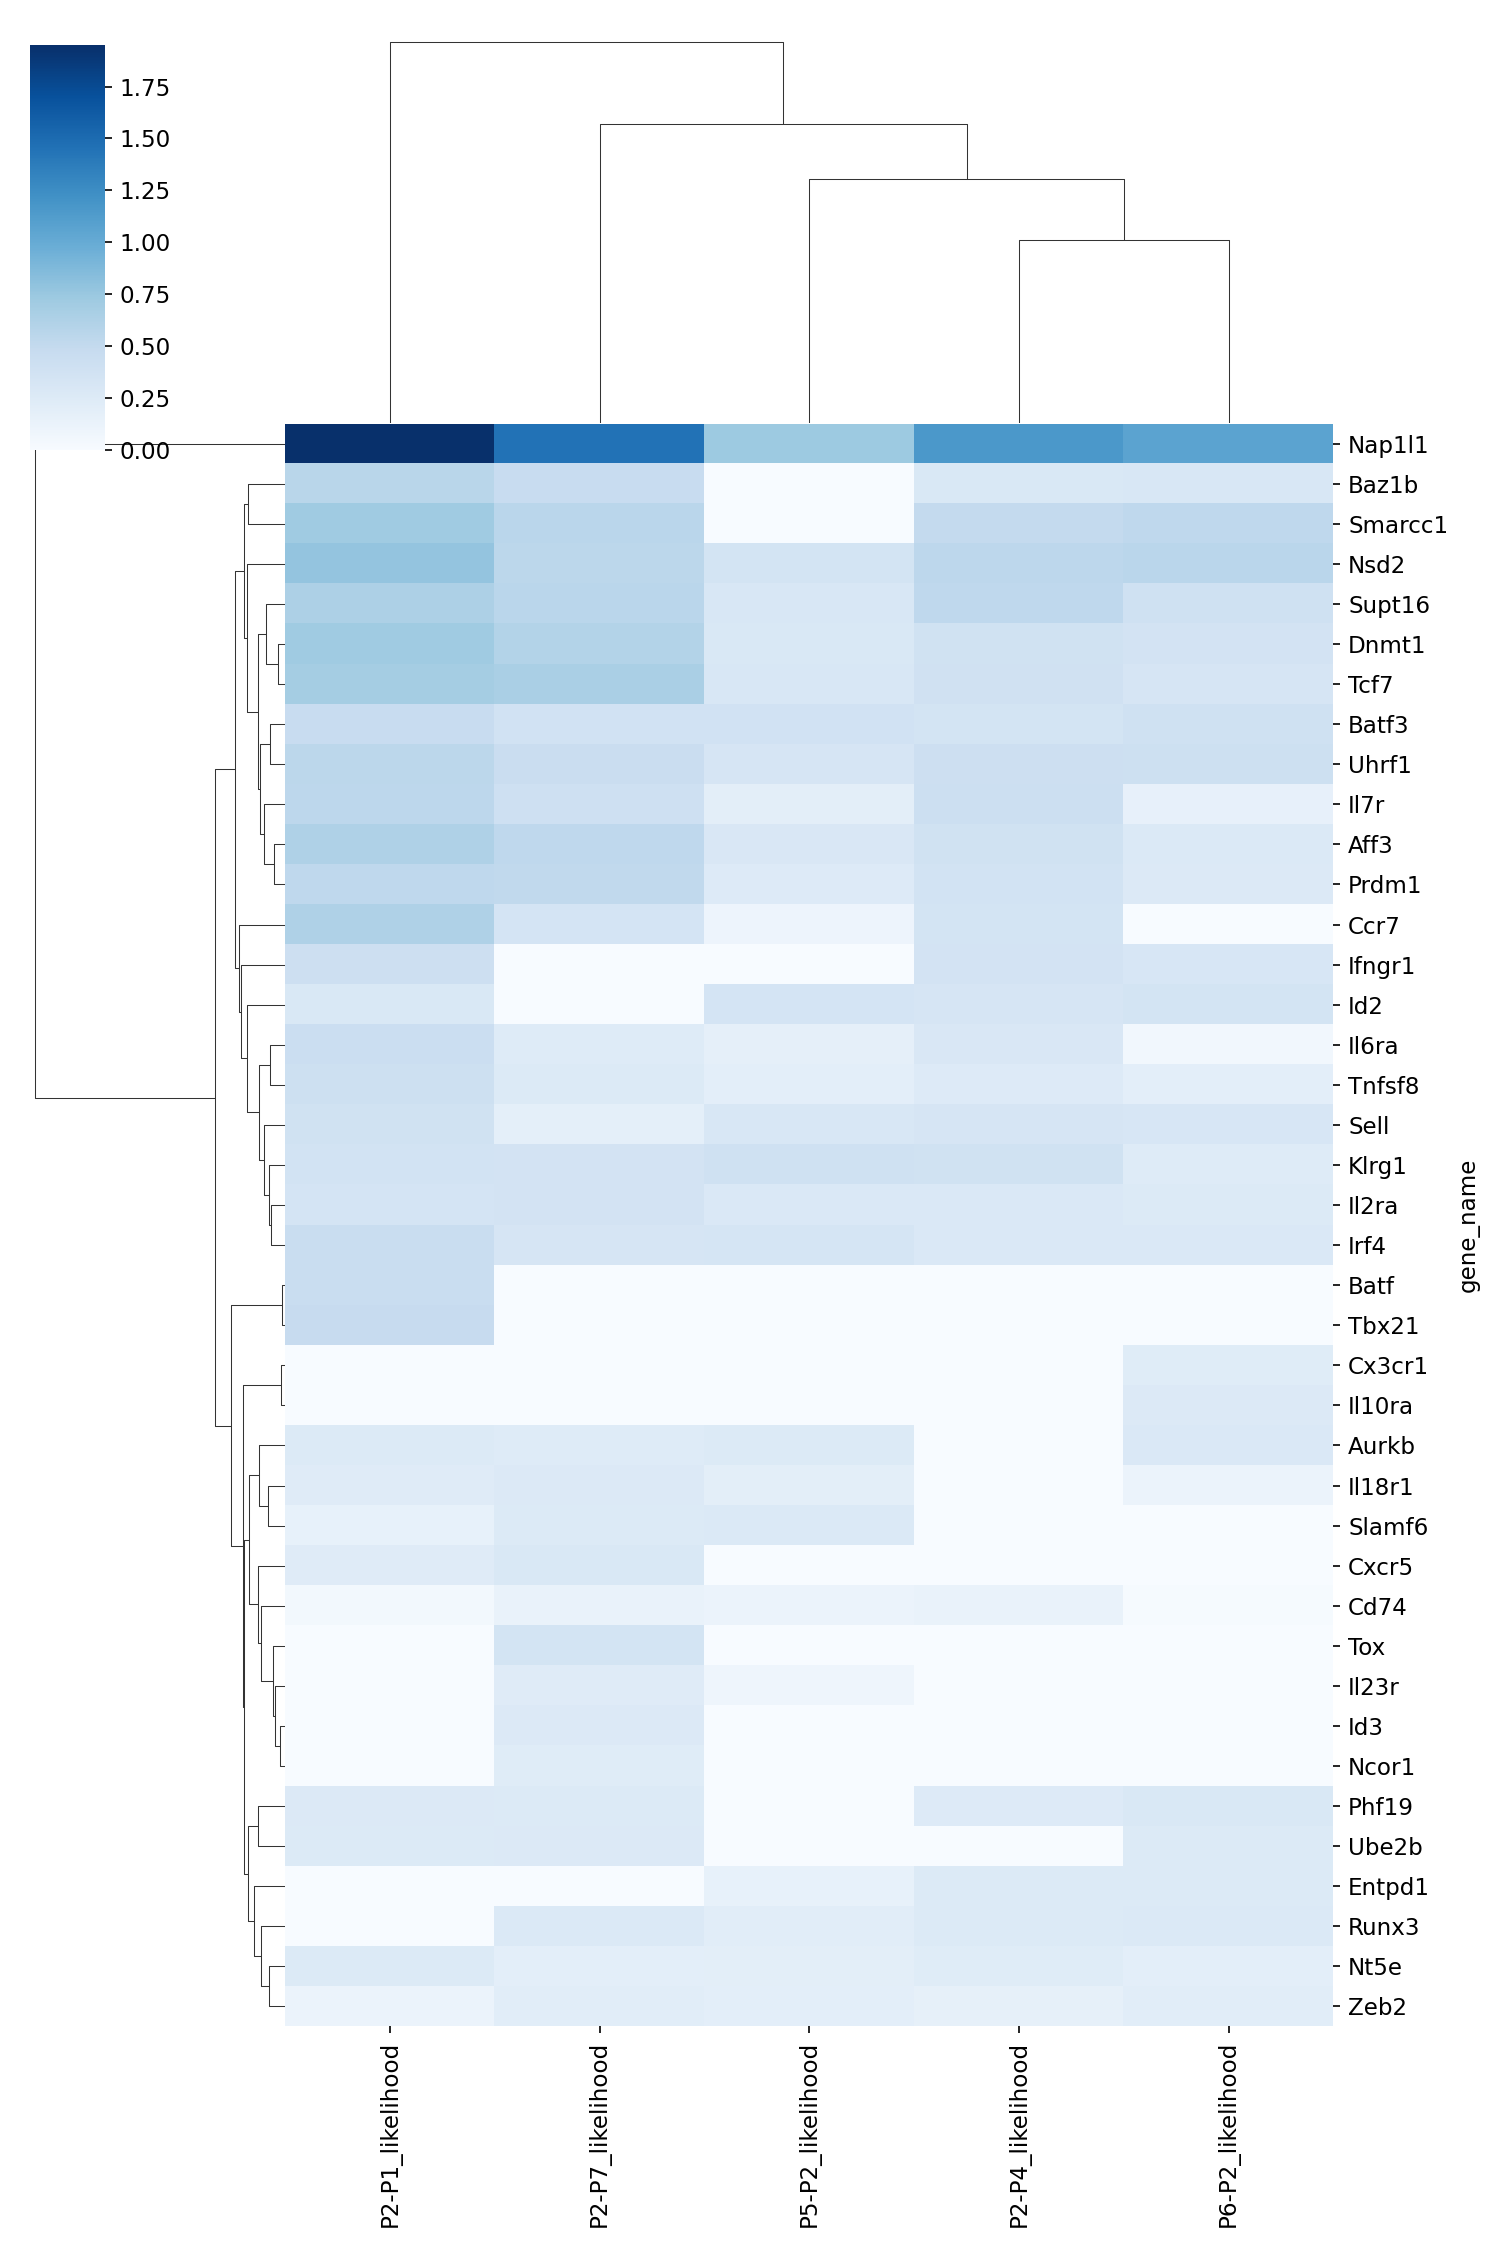 1.75
1.50
1.25
1.00
0.75
0.50
0.25
0.00
Nap1l1
Baz1b
Smarcc1
Nsd2
Supt16
Dnmt1
Tcf7
Batf3
Uhrf1
Il7r
Aff3
Prdm1
Ccr7
Ifngr1
Id2
Il6ra
Tnfsf8
Sell
Klrg1
Il2ra
Irf4
Batf
Tbx21
Cx3cr1
Il10ra
Aurkb
Il18r1
Slamf6
Cxcr5
Cd74
Tox
Il23r
Id3
Ncor1
Phf19
Ube2b
Entpd1
Runx3
Nt5e
Zeb2
gene_name
P2-P1_likelihood
P2-P7_likelihood
P5-P2_likelihood
P2-P4_likelihood
P6-P2_likelihood